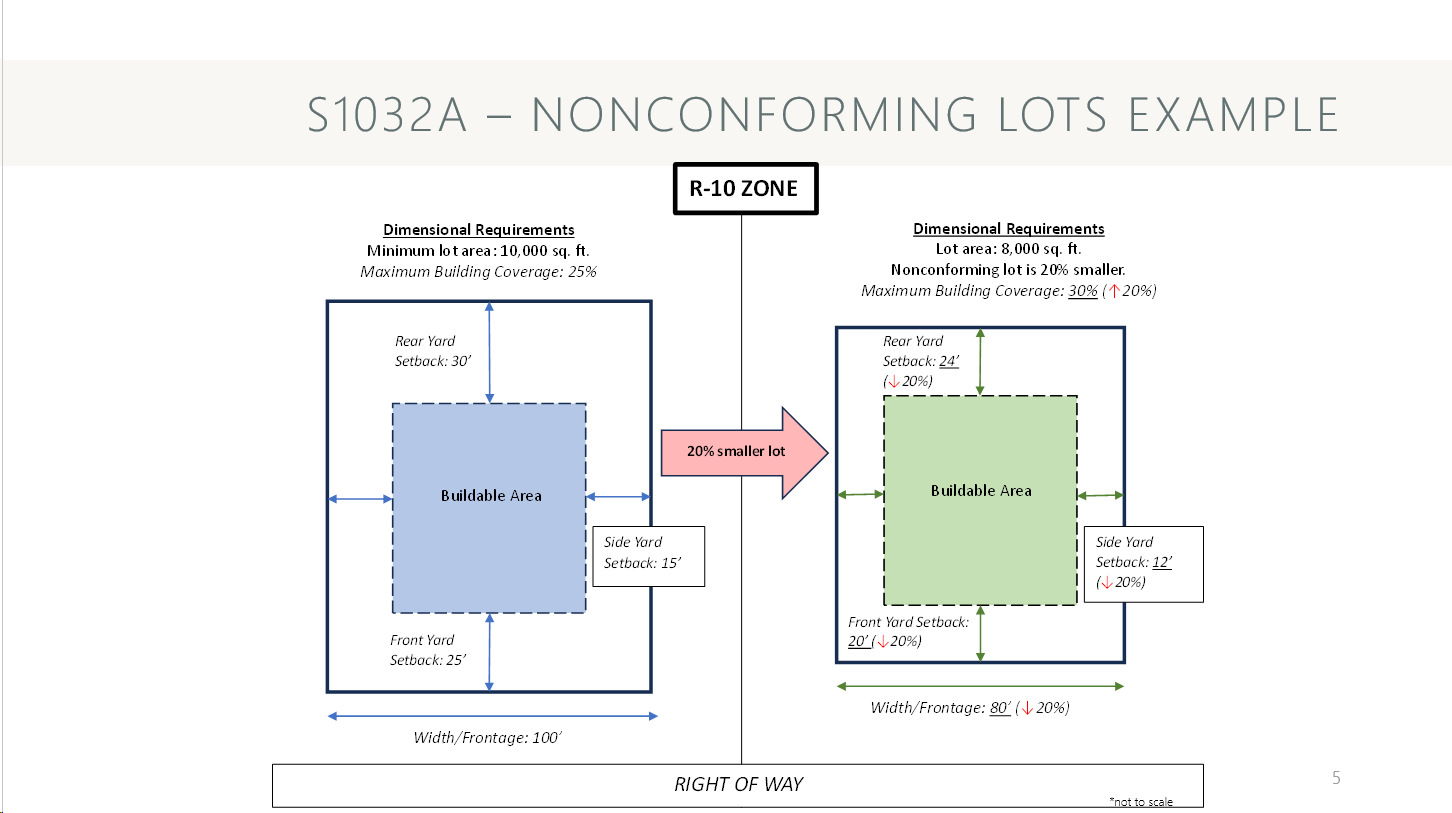 S1032A – NONCONFORMING LOTS EXAMPLE
R-10 ZONE
Dimensional Requirements
Minimum lot area: 10,000 sq. ft.
Maximum Building Coverage: 25%
Rear Yard
Setback: 30’
Buildable Area
Side Yard
Setback: 15’
Front Yard
Setback: 25’
Width/Frontage: 100’
20% smaller lot
Dimensional Requirements
Lot area: 8,000 sq. ft.
Nonconforming lot is 20% smaller.
Maximum Building Coverage: 30% (↑20%)
Rear Yard
Setback: 24’
(↓20%)
Buildable Area
Side Yard
Setback: 12’
(↓20%)
Front Yard Setback:
20’ (↓20%)
Width/Frontage: 80’ (↓20%)
RIGHT OF WAY
*not to scale
5